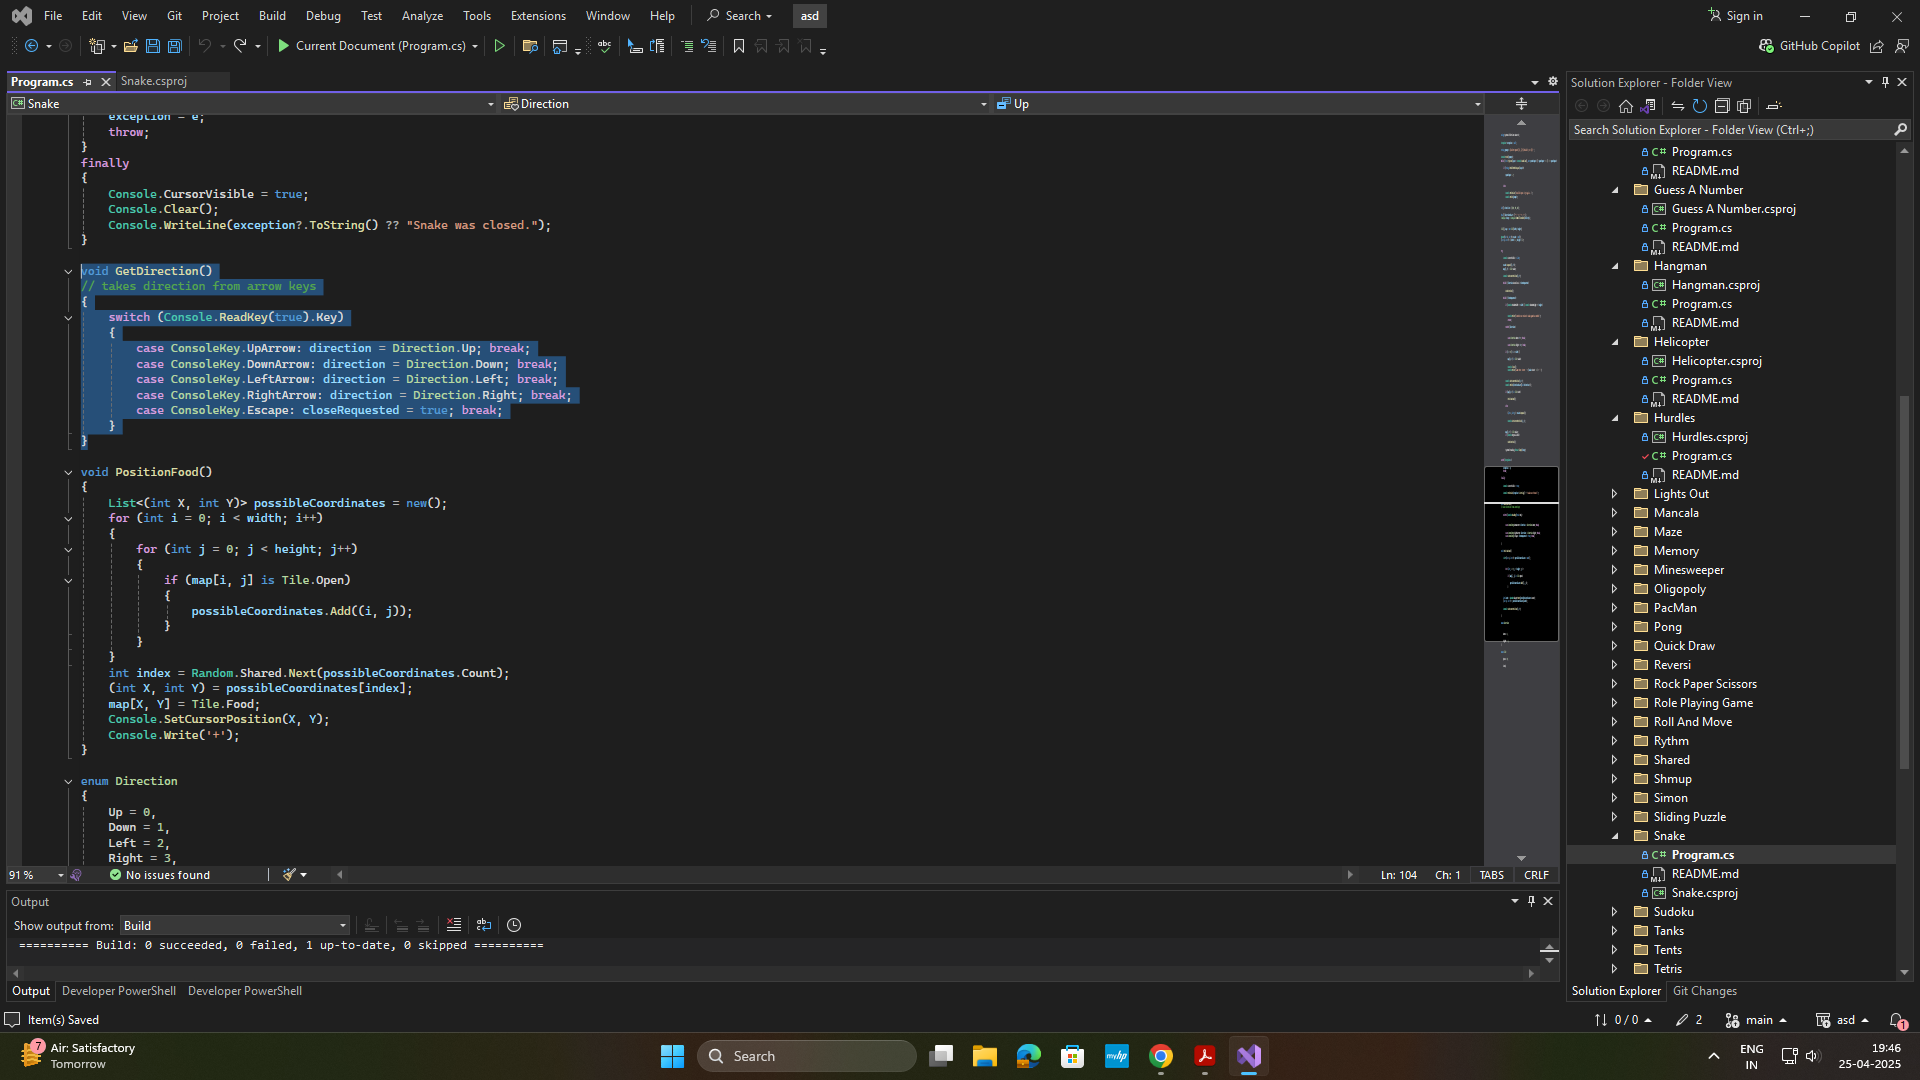 File Edit View Git Project Build Debug Test Analyze Tools Extensions Window Help Search asd Sign in
Current Document (Program.cs) GitHub Copilot
Program.cs Snake.csproj
Snake Direction Up
exception = e;
throw;
}
finally
{
Console.CursorVisible = true;
Console.Clear();
Console.WriteLine(exception?.ToString() ?? "Snake was closed.");
}
void GetDirection()
// takes direction from arrow keys
{
switch (Console.ReadKey(true).Key)
{
case ConsoleKey.UpArrow: direction = Direction.Up; break;
case ConsoleKey.DownArrow: direction = Direction.Down; break;
case ConsoleKey.LeftArrow: direction = Direction.Left; break;
case ConsoleKey.RightArrow: direction = Direction.Right; break;
case ConsoleKey.Escape: closeRequested = true; break;
}
}
void PositionFood()
{
List<(int X, int Y)> possibleCoordinates = new();
for (int i = 0; i < width; i++)
{
for (int j = 0; j < height; j++)
{
if (map[i, j] is Tile.Open)
{
possibleCoordinates.Add((i, j));
}
}
}
int index = Random.Shared.Next(possibleCoordinates.Count);
(int X, int Y) = possibleCoordinates[index];
map[X, Y] = Tile.Food;
Console.SetCursorPosition(X, Y);
Console.Write('+');
}
enum Direction
{
Up = 0,
Down = 1,
Left = 2,
Right = 3,
91 % No issues found Ln: 104 Ch: 1 TABS CRLF
Output
Show output from: Build
========== Build: 0 succeeded, 0 failed, 1 up-to-date, 0 skipped ==========
Output Developer PowerShell Developer PowerShell
Solution Explorer - Folder View
Search Solution Explorer - Folder View (Ctrl+;)
C# Program.cs
README.md
Guess A Number
Guess A Number.csproj
C# Program.cs
README.md
Hangman
Hangman.csproj
C# Program.cs
README.md
Helicopter
Helicopter.csproj
C# Program.cs
README.md
Hurdles
Hurdles.csproj
C# Program.cs
README.md
Lights Out
Mancala
Maze
Memory
Minesweeper
Oligopoly
PacMan
Pong
Quick Draw
Reversi
Rock Paper Scissors
Role Playing Game
Roll And Move
Rythm
Shared
Shmup
Simon
Sliding Puzzle
Snake
C# Program.cs
README.md
Snake.csproj
Sudoku
Tanks
Tents
Tetris
Solution Explorer Git Changes
Item(s) Saved 0 / 0 2 main asd 1
7 Air: Satisfactory
Tomorrow
Search
myhp
ENG
IN
19:46
25-04-2025